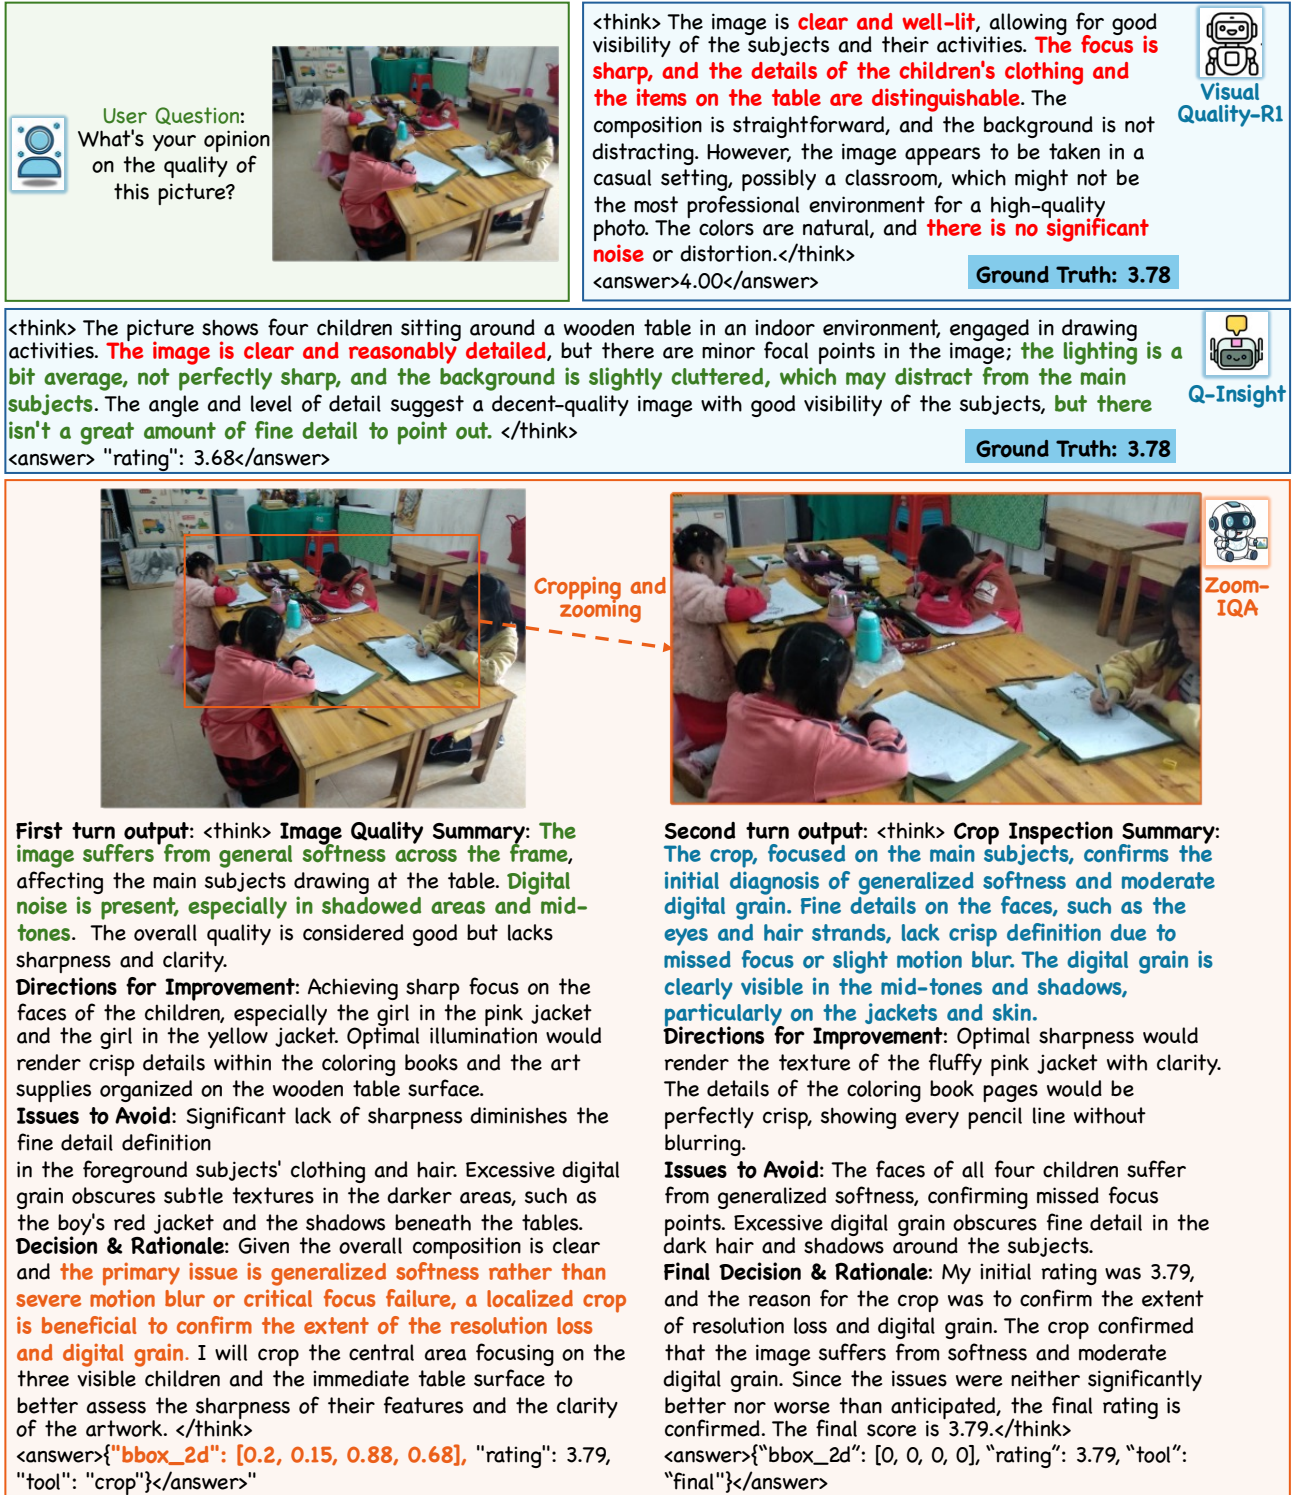 User Question:
What's your opinion
on the quality of
this picture?
<think> The image is clear and well-lit, allowing for good
visibility of the subjects and their activities. The focus is
sharp, and the details of the children's clothing and
the items on the table are distinguishable. The
composition is straightforward, and the background is not
distracting. However, the image appears to be taken in a
casual setting, possibly a classroom, which might not be
the most professional environment for a high-quality
photo. The colors are natural, and there is no significant
noise or distortion.</think>
<answer>4.00</answer>
Ground Truth: 3.78
Visual
Quality-R1
<think> The picture shows four children sitting around a wooden table in an indoor environment, engaged in drawing
activities. The image is clear and reasonably detailed, but there are minor focal points in the image; the lighting is a
bit average, not perfectly sharp, and the background is slightly cluttered, which may distract from the main
subjects. The angle and level of detail suggest a decent-quality image with good visibility of the subjects, but there
isn't a great amount of fine detail to point out. </think>
<answer> "rating": 3.68</answer>
Ground Truth: 3.78
Q-Insight
Cropping and
zooming
Zoom-
IQA
First turn output: <think> Image Quality Summary: The
image suffers from general softness across the frame,
affecting the main subjects drawing at the table. Digital
noise is present, especially in shadowed areas and mid-
tones. The overall quality is considered good but lacks
sharpness and clarity.
Directions for Improvement: Achieving sharp focus on the
faces of the children, especially the girl in the pink jacket
and the girl in the yellow jacket. Optimal illumination would
render crisp details within the coloring books and the art
supplies organized on the wooden table surface.
Issues to Avoid: Significant lack of sharpness diminishes the
fine detail definition
in the foreground subjects' clothing and hair. Excessive digital
grain obscures subtle textures in the darker areas, such as
the boy's red jacket and the shadows beneath the tables.
Decision & Rationale: Given the overall composition is clear
and the primary issue is generalized softness rather than
severe motion blur or critical focus failure, a localized crop
is beneficial to confirm the extent of the resolution loss
and digital grain. I will crop the central area focusing on the
three visible children and the immediate table surface to
better assess the sharpness of their features and the clarity
of the artwork. </think>
<answer>{"bbox_2d": [0.2, 0.15, 0.88, 0.68], "rating": 3.79,
"tool": "crop"}</answer>"
Second turn output: <think> Crop Inspection Summary:
The crop, focused on the main subjects, confirms the
initial diagnosis of generalized softness and moderate
digital grain. Fine details on the faces, such as the
eyes and hair strands, lack crisp definition due to
missed focus or slight motion blur. The digital grain is
clearly visible in the mid-tones and shadows,
particularly on the jackets and skin.
Directions for Improvement: Optimal sharpness would
render the texture of the fluffy pink jacket with clarity.
The details of the coloring book pages would be
perfectly crisp, showing every pencil line without
blurring.
Issues to Avoid: The faces of all four children suffer
from generalized softness, confirming missed focus
points. Excessive digital grain obscures fine detail in the
dark hair and shadows around the subjects.
Final Decision & Rationale: My initial rating was 3.79,
and the reason for the crop was to confirm the extent
of resolution loss and digital grain. The crop confirmed
that the image suffers from softness and moderate
digital grain. Since the issues were neither significantly
better nor worse than anticipated, the final rating is
confirmed. The final score is 3.79.</think>
<answer>{“bbox_2d”: [0, 0, 0, 0], “rating”: 3.79, “tool”:
“final”}</answer>